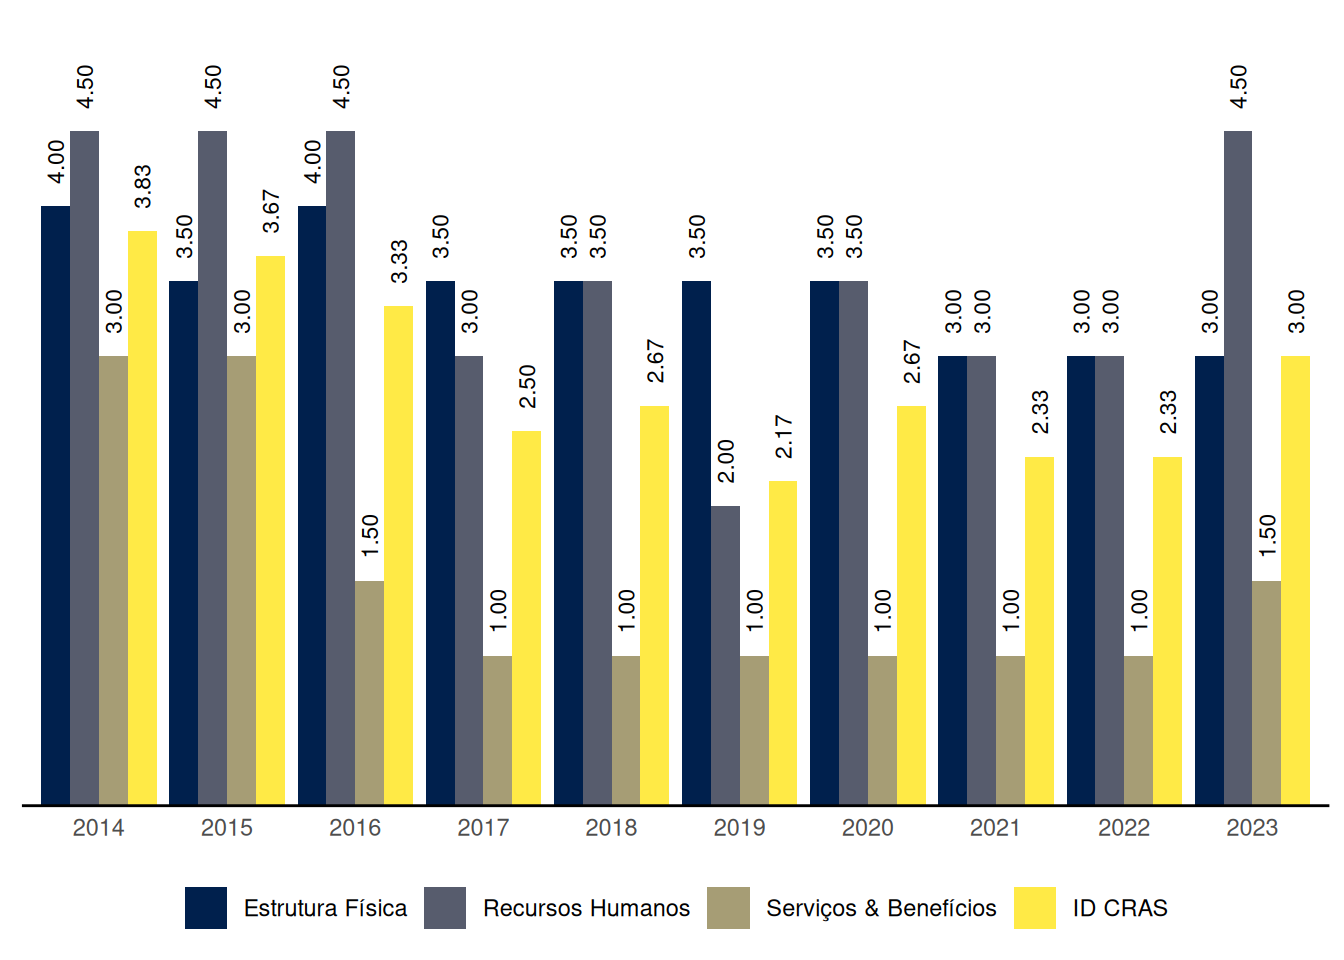 4.00 4.50 3.00 3.83 3.50 4.50 3.00 3.67 4.00 4.50 1.50 3.33 3.50 3.00 1.00 2.50 3.50 3.50 1.00 2.67 3.50 2.00 1.00 2.17 3.50 3.50 1.00 2.67 3.00 3.00 1.00 2.33 3.00 3.00 1.00 2.33 3.00 4.50 1.50 3.00
2014 2015 2016 2017 2018 2019 2020 2021 2022 2023
Estrutura Física Recursos Humanos Serviços & Benefícios ID CRAS